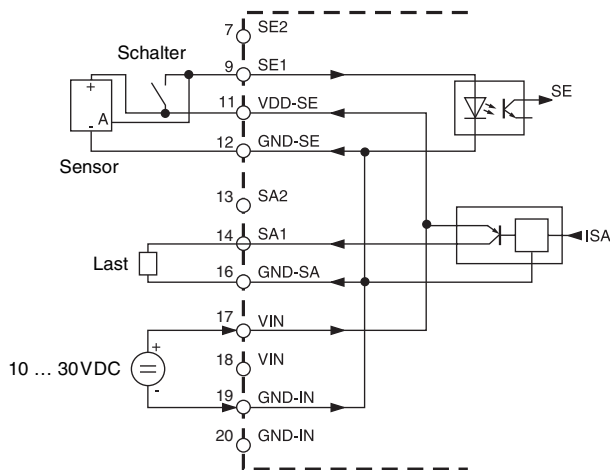 7 SE2
Schalter
9 SE1
SE
+
A
-
11 VDD-SE
12 GND-SE
Sensor
13 SA2
14 SA1
ISA
Last
16 GND-SA
17 VIN
+
10 ... 30VDC
18 VIN
-
19 GND-IN
20 GND-IN